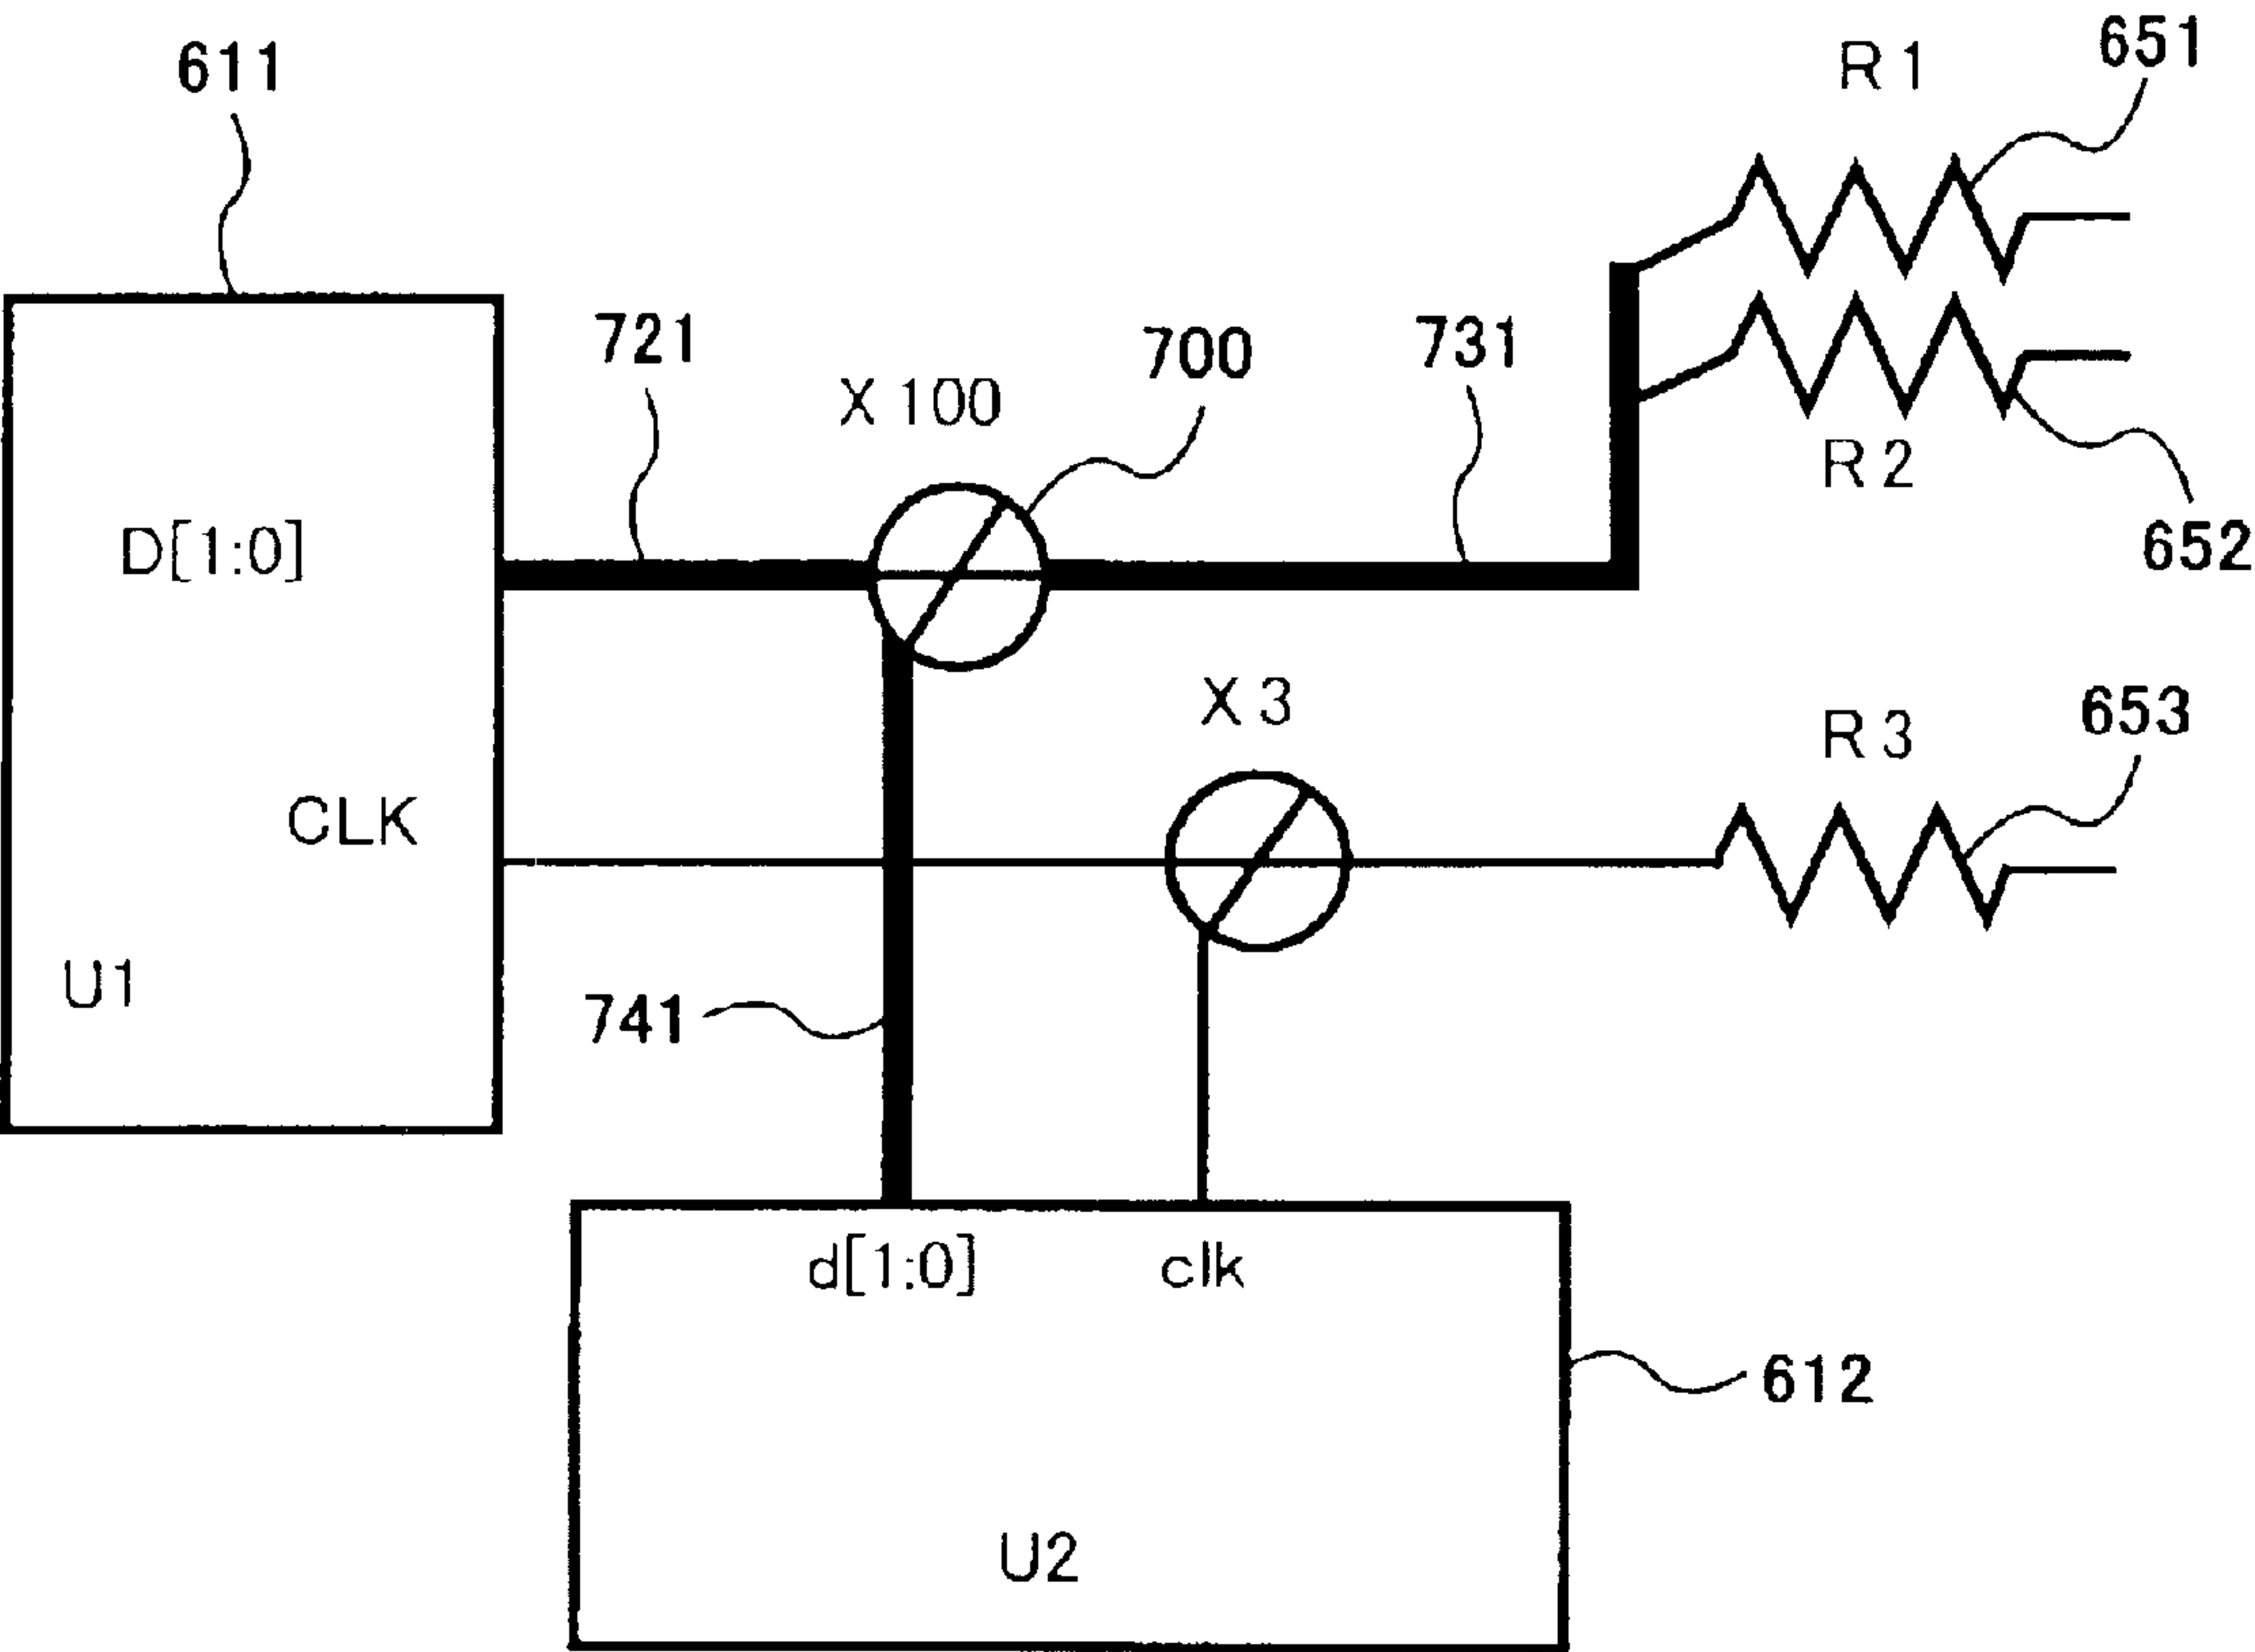 611
R1
651
721
X100
700
731
R2
652
D[1:0]
X3
R3
653
CLK
U1
741
d[1:0]
clk
612
U2